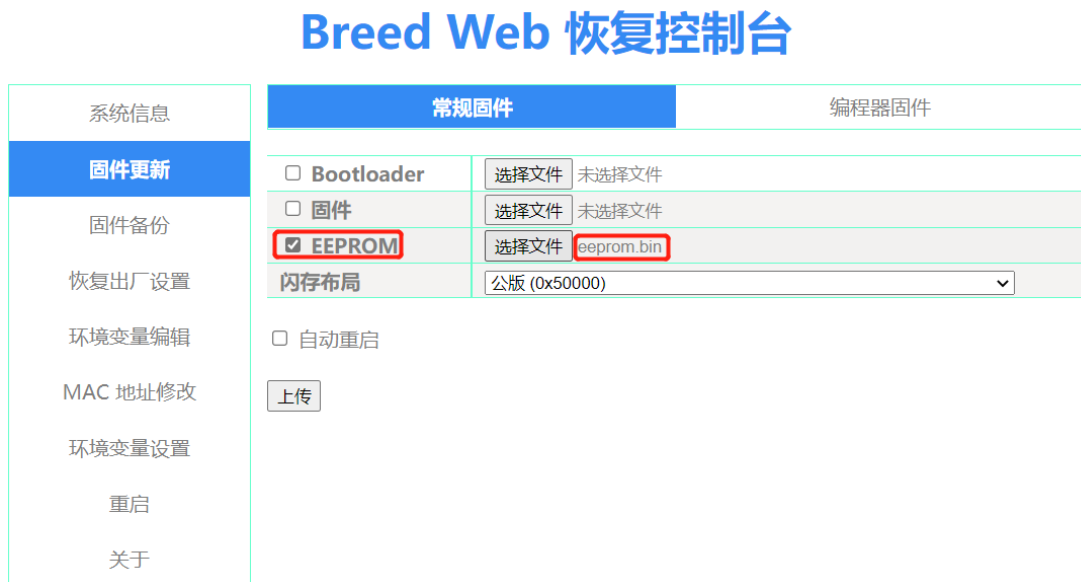 Breed Web 恢复控制台
系统信息
固件更新
固件备份
恢复出厂设置
环境变量编辑
MAC 地址修改
环境变量设置
重启
关于
常规固件 编程器固件
Bootloader 选择文件 未选择文件
固件 选择文件 未选择文件
EEPROM 选择文件 eeprom.bin
闪存布局 公版 (0x50000)
自动重启
上传